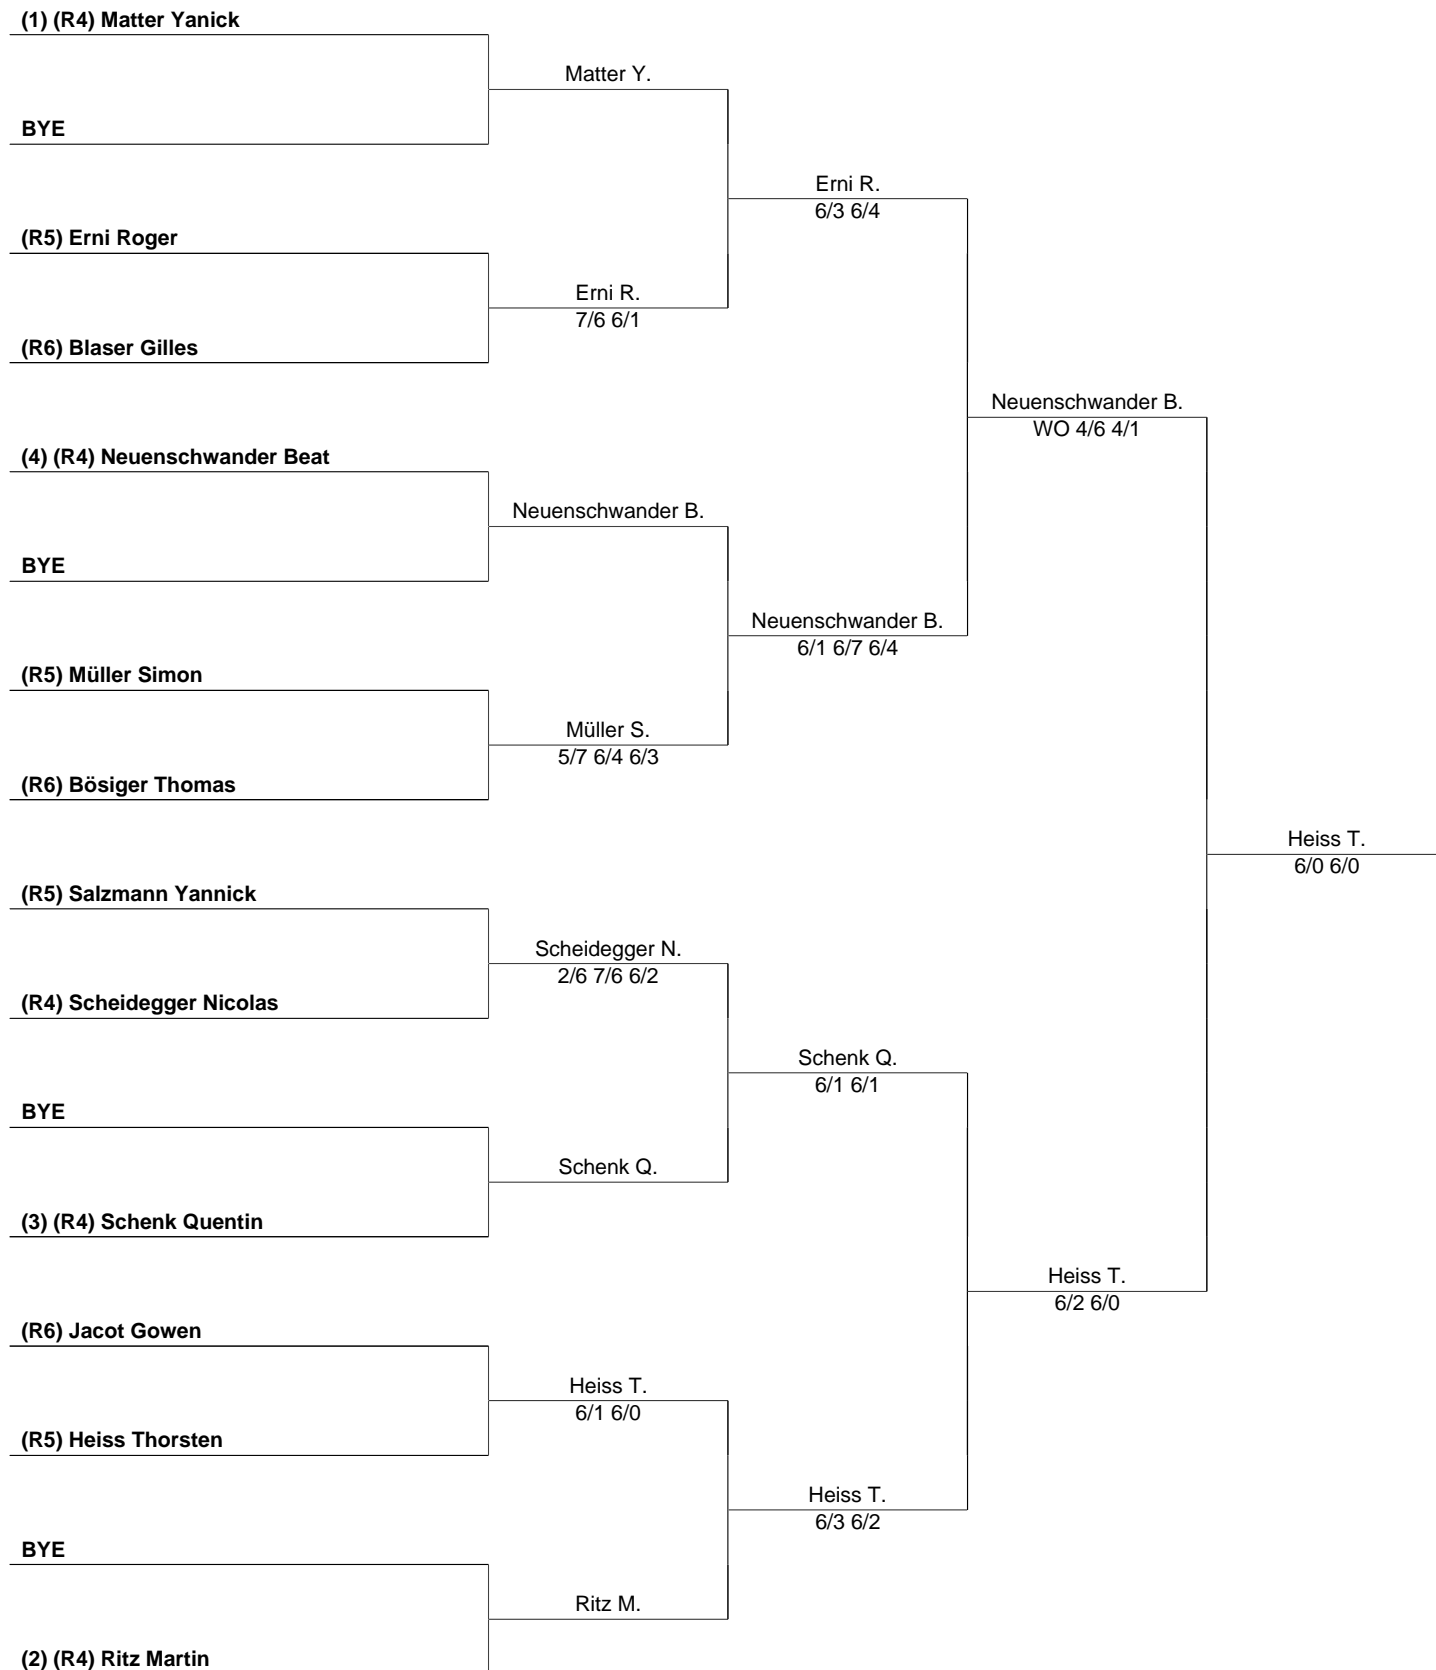 (1) (R4) Matter Yanick
Matter Y.
BYE
Erni R.
6/3 6/4
(R5) Erni Roger
Erni R.
7/6 6/1
(R6) Blaser Gilles
Neuenschwander B.
WO 4/6 4/1
(4) (R4) Neuenschwander Beat
Neuenschwander B.
BYE
Neuenschwander B.
6/1 6/7 6/4
(R5) Müller Simon
Müller S.
5/7 6/4 6/3
(R6) Bösiger Thomas
Heiss T.
6/0 6/0
(R5) Salzmann Yannick
Scheidegger N.
2/6 7/6 6/2
(R4) Scheidegger Nicolas
Schenk Q.
6/1 6/1
BYE
Schenk Q.
(3) (R4) Schenk Quentin
Heiss T.
6/2 6/0
(R6) Jacot Gowen
Heiss T.
6/1 6/0
(R5) Heiss Thorsten
Heiss T.
6/3 6/2
BYE
Ritz M.
(2) (R4) Ritz Martin